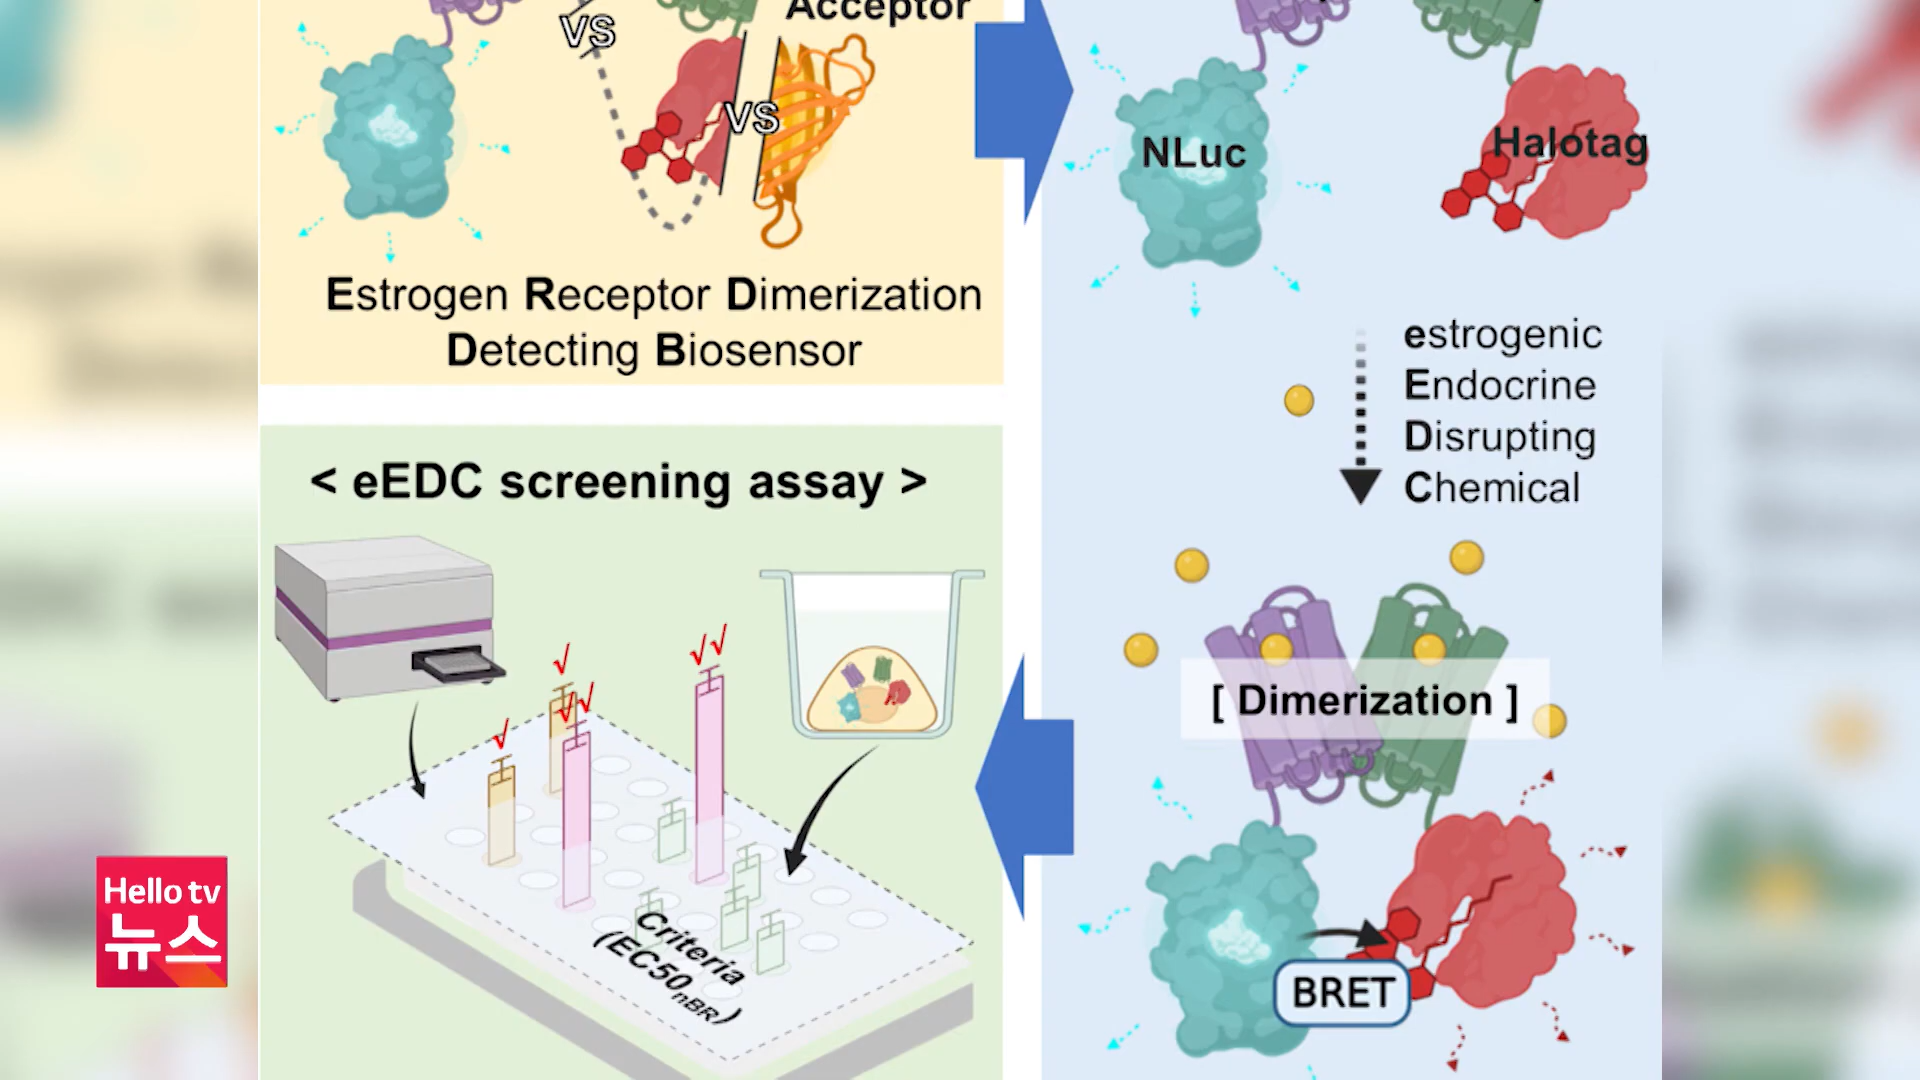 VS
Acceptor
VS
Estrogen Receptor Dimerization
Detecting Biosensor
NLuc
Halotag
estrogenic
Endocrine
Disrupting
Chemical
< eEDC screening assay >
√
√√
√√
√
Criteria
(EC50nBR)
[ Dimerization ]
BRET
Hello tv
뉴스